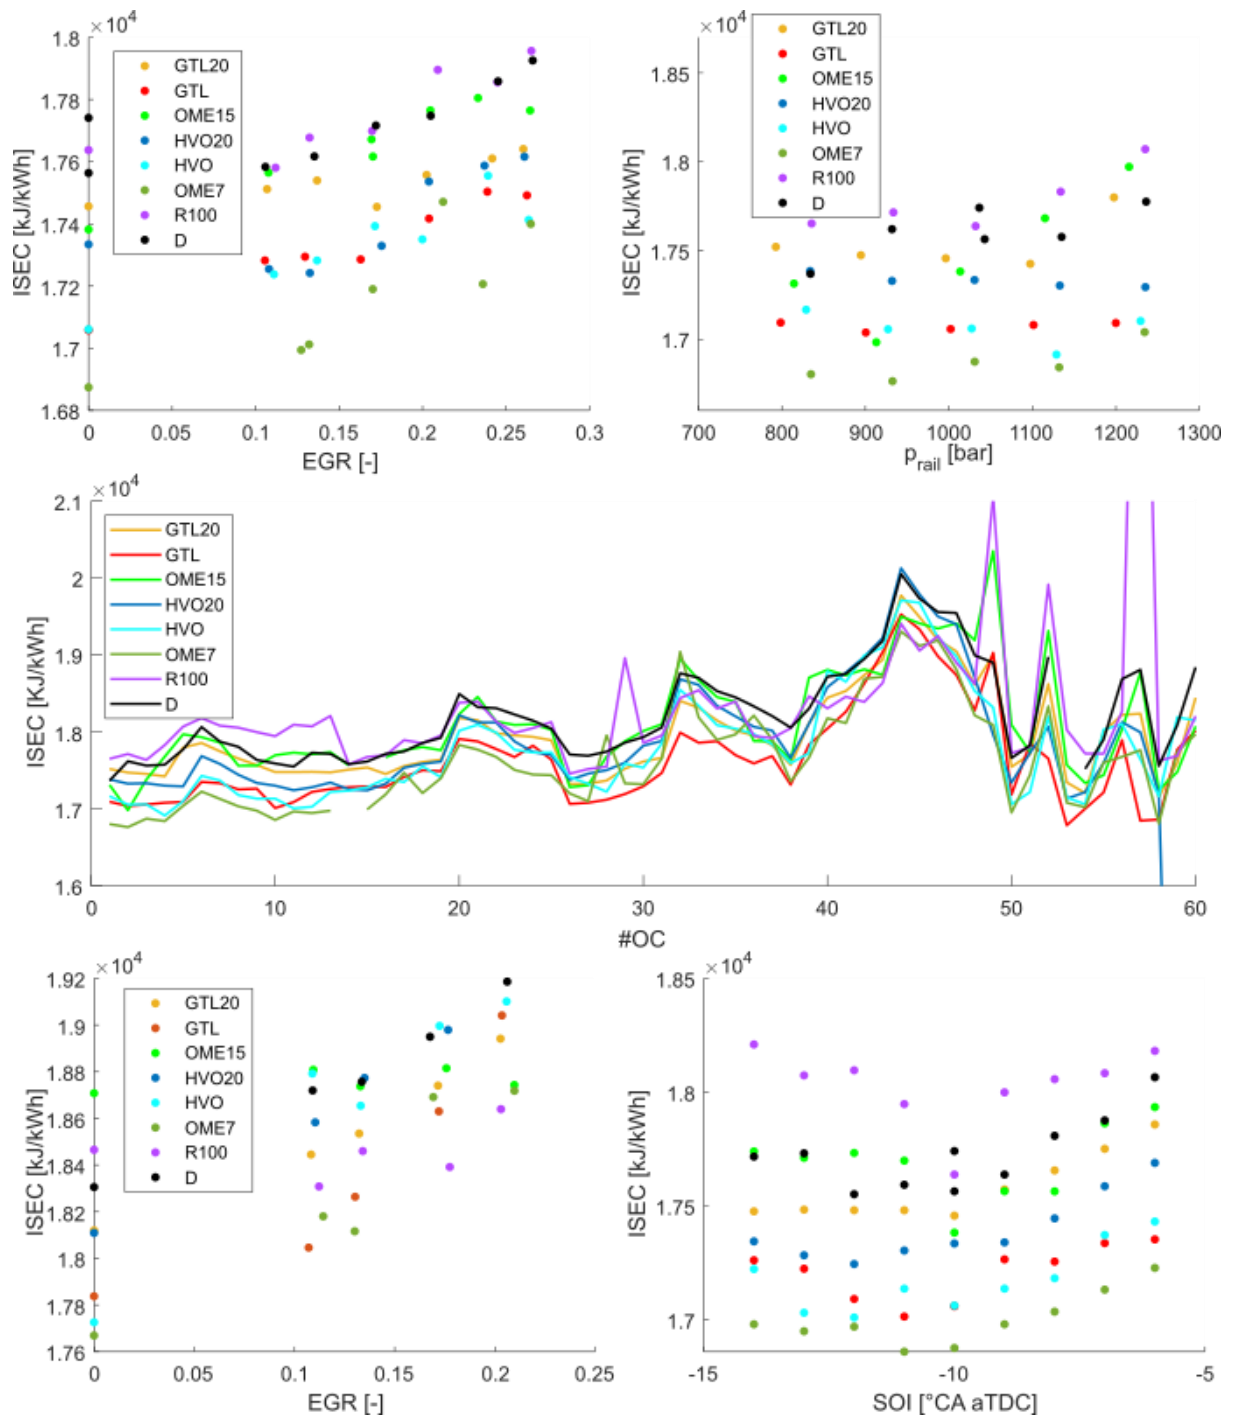 ×10⁴
1.8
1.78
1.76
1.74
1.72
1.7
1.68
ISEC [kJ/kWh]
GTL20
GTL
OME15
HVO20
HVO
OME7
R100
D
0 0.05 0.1 0.15 0.2 0.25 0.3
EGR [-]
×10⁴
1.85
1.8
1.75
1.7
ISEC [kJ/kWh]
GTL20
GTL
OME15
HVO20
HVO
OME7
R100
D
700 800 900 1000 1100 1200 1300
p_rail [bar]
×10⁴
2.1
2
1.9
1.8
1.7
1.6
ISEC [KJ/kWh]
GTL20
GTL
OME15
HVO20
HVO
OME7
R100
D
0 10 20 30 40 50 60
#OC
×10⁴
1.92
1.9
1.88
1.86
1.84
1.82
1.8
1.78
1.76
ISEC [kJ/kWh]
GTL20
GTL
OME15
HVO20
HVO
OME7
R100
D
0 0.1 0.15 0.2 0.25
EGR [-]
×10⁴
1.85
1.8
1.75
1.7
ISEC [kJ/kWh]
-15 -10 -5
SOI [°CA aTDC]